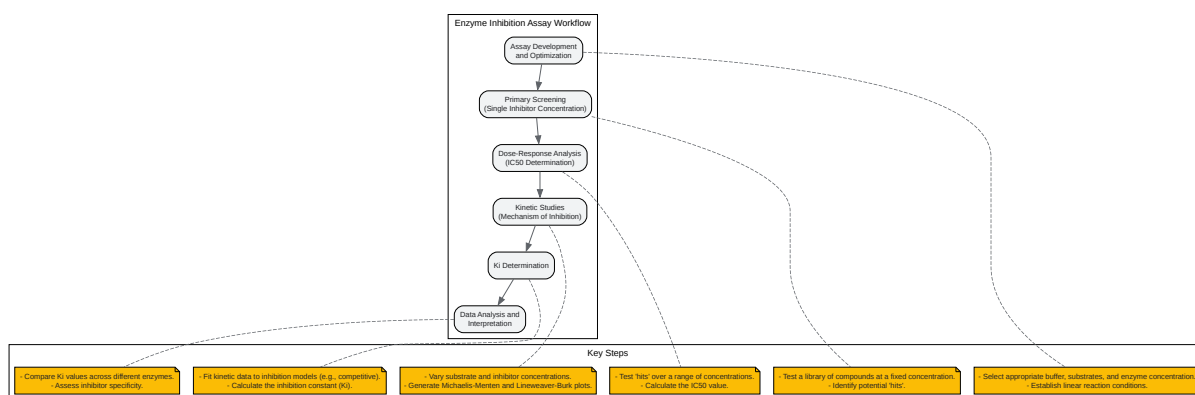 Enzyme Inhibition Assay Workflow
Assay Development
and Optimization
Primary Screening
(Single Inhibitor Concentration)
Dose-Response Analysis
(IC50 Determination)
Kinetic Studies
(Mechanism of Inhibition)
Ki Determination
Data Analysis and
Interpretation
Key Steps
- Compare Ki values across different enzymes.
- Assess inhibitor specificity.
- Fit kinetic data to inhibition models (e.g., competitive).
- Calculate the inhibition constant (Ki).
- Vary substrate and inhibitor concentrations.
- Generate Michaelis-Menten and Lineweaver-Burk plots.
- Test 'hits' over a range of concentrations.
- Calculate the IC50 value.
- Test a library of compounds at a fixed concentration.
- Identify potential 'hits'.
- Select appropriate buffer, substrates, and enzyme concentration.
- Establish linear reaction conditions.